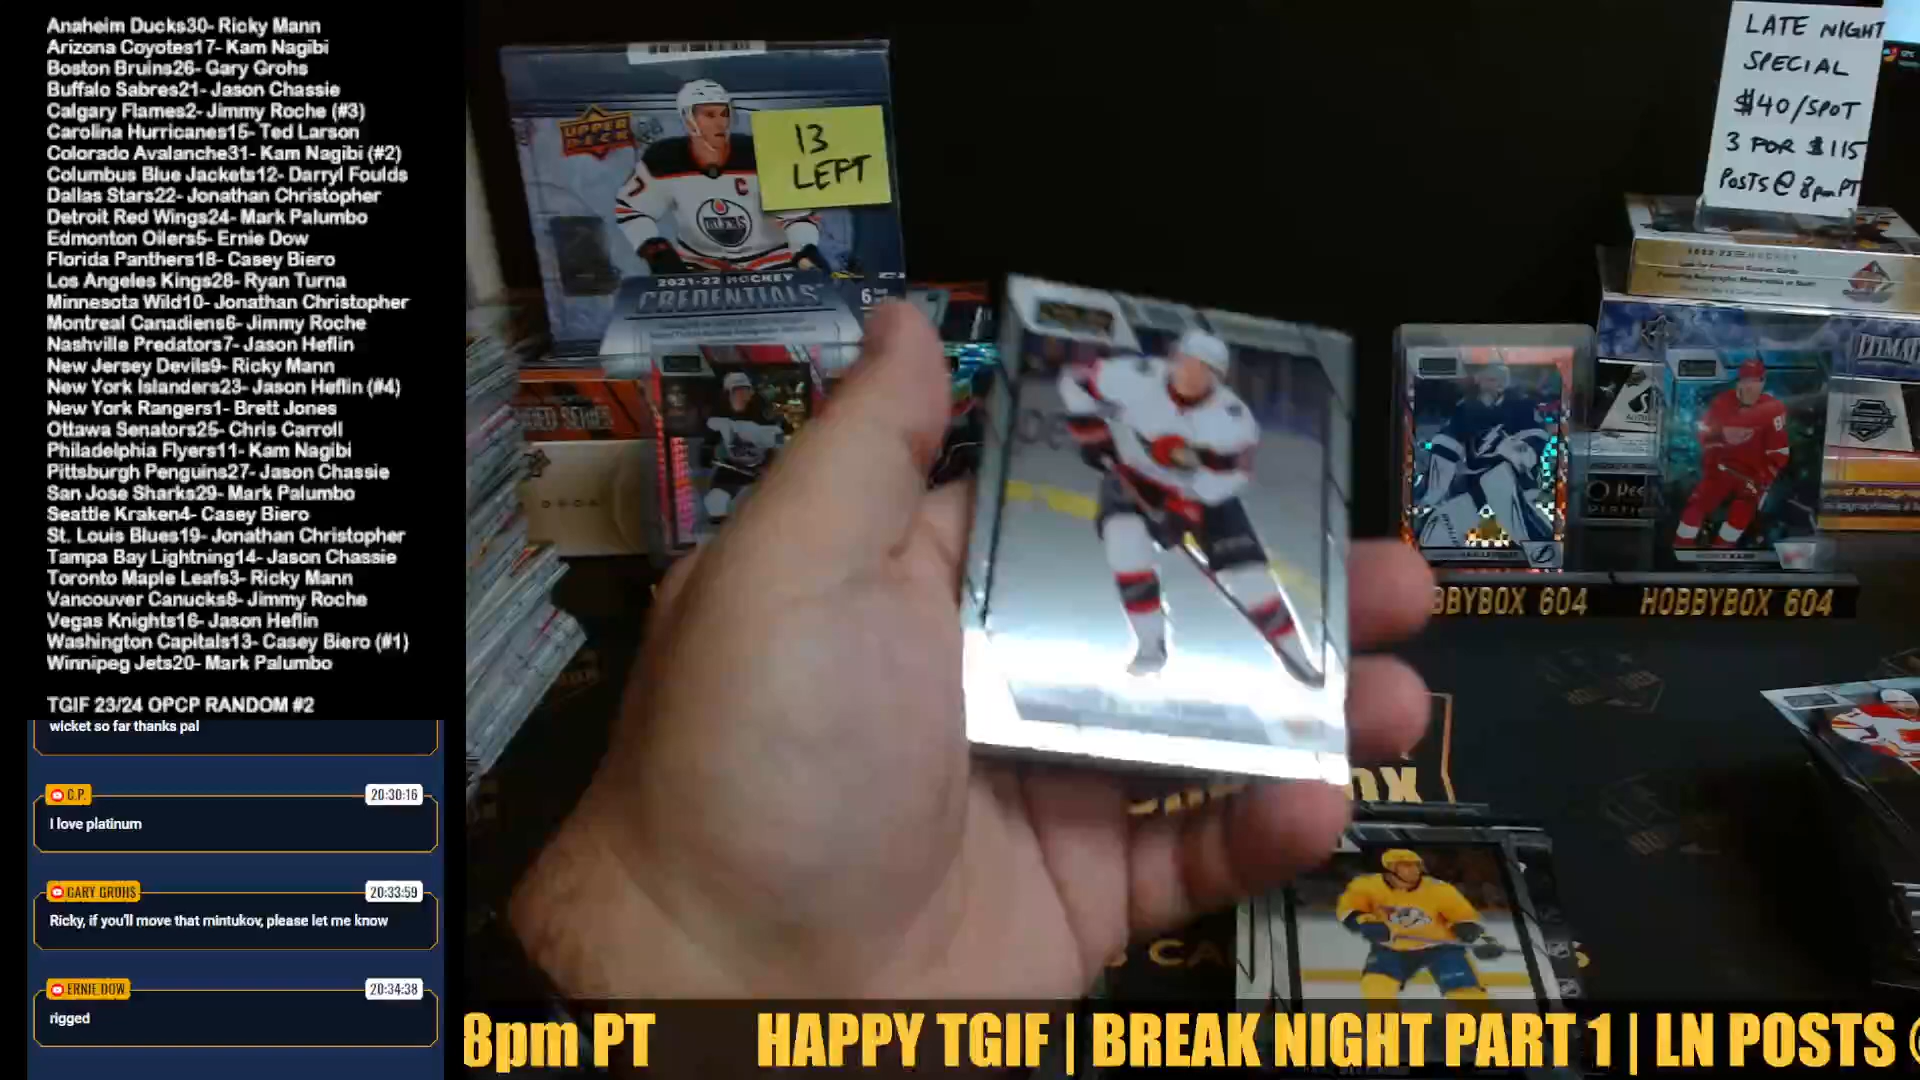 Anaheim Ducks30- Ricky Mann
Arizona Coyotes17- Kam Nagibi
Boston Bruins26- Gary Grohs
Buffalo Sabres21- Jason Chassie
Calgary Flames2- Jimmy Roche (#3)
Carolina Hurricanes15- Ted Larson
Colorado Avalanche31- Kam Nagibi (#2)
Columbus Blue Jackets12- Darryl Foulds
Dallas Stars22- Jonathan Christopher
Detroit Red Wings24- Mark Palumbo
Edmonton Oilers5- Ernie Dow
Florida Panthers18- Casey Biero
Los Angeles Kings28- Ryan Turna
Minnesota Wild10- Jonathan Christopher
Montreal Canadiens6- Jimmy Roche
Nashville Predators7- Jason Heflin
New Jersey Devils9- Ricky Mann
New York Islanders23- Jason Heflin (#4)
New York Rangers1- Brett Jones
Ottawa Senators25- Chris Carroll
Philadelphia Flyers11- Kam Nagibi
Pittsburgh Penguins27- Jason Chassie
San Jose Sharks29- Mark Palumbo
Seattle Kraken4- Casey Biero
St. Louis Blues19- Jonathan Christopher
Tampa Bay Lightning14- Jason Chassie
Toronto Maple Leafs3- Ricky Mann
Vancouver Canucks8- Jimmy Roche
Vegas Knights16- Jason Heflin
Washington Capitals13- Casey Biero (#1)
Winnipeg Jets20- Mark Palumbo
TGIF 23/24 OPCP RANDOM #2
wicket so far thanks pal
C.P.
20:30:16
I love platinum
GARY GROHS
20:33:59
Ricky, if you'll move that mintukov, please let me know
ERNIE DOW
20:34:38
rigged
UPPER DECK
13
LEFT
C
OILERS
2021-22 HOCKEY
CREDENTIALS
6
LATE NIGHT
SPECIAL
$40/SPOT
3 FOR $115
POSTS @ 8pm PT
BBYBOX 604
HOBBYBOX 604
8pm PT
HAPPY TGIF | BREAK NIGHT PART 1 | LN POSTS